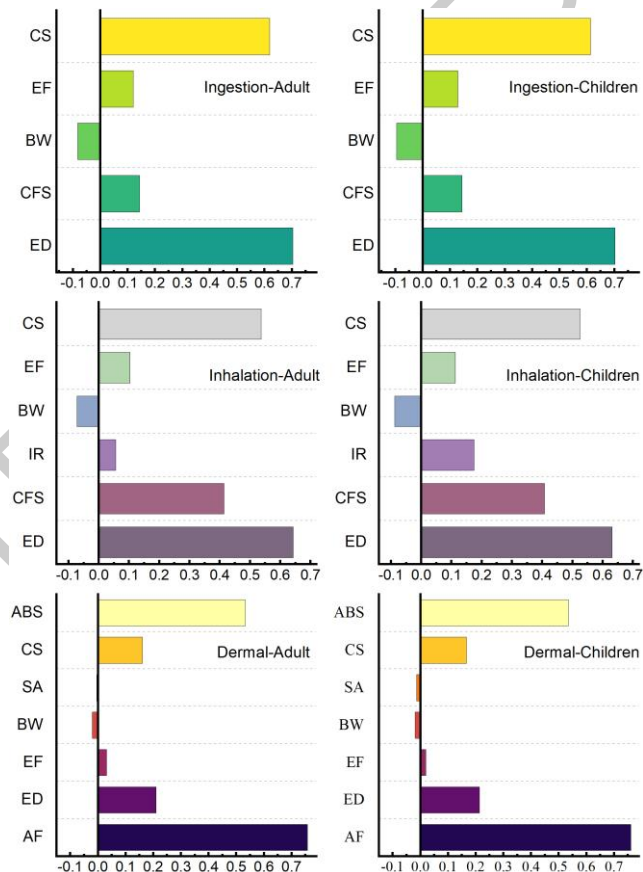 CS
EF
BW
CFS
ED
Ingestion-Adult
-0.1 0.0 0.1 0.2 0.3 0.4 0.5 0.6 0.7
CS
EF
BW
CFS
ED
Ingestion-Children
-0.1 0.0 0.1 0.2 0.3 0.4 0.5 0.6 0.7
CS
EF
BW
IR
CFS
ED
Inhalation-Adult
-0.1 0.0 0.1 0.2 0.3 0.4 0.5 0.6 0.7
CS
EF
BW
IR
CFS
ED
Inhalation-Children
-0.1 0.0 0.1 0.2 0.3 0.4 0.5 0.6 0.7
ABS
CS
SA
BW
EF
ED
AF
Dermal-Adult
-0.1 0.0 0.1 0.2 0.3 0.4 0.5 0.6 0.7
ABS
CS
SA
BW
EF
ED
AF
Dermal-Children
-0.1 0.0 0.1 0.2 0.3 0.4 0.5 0.6 0.7